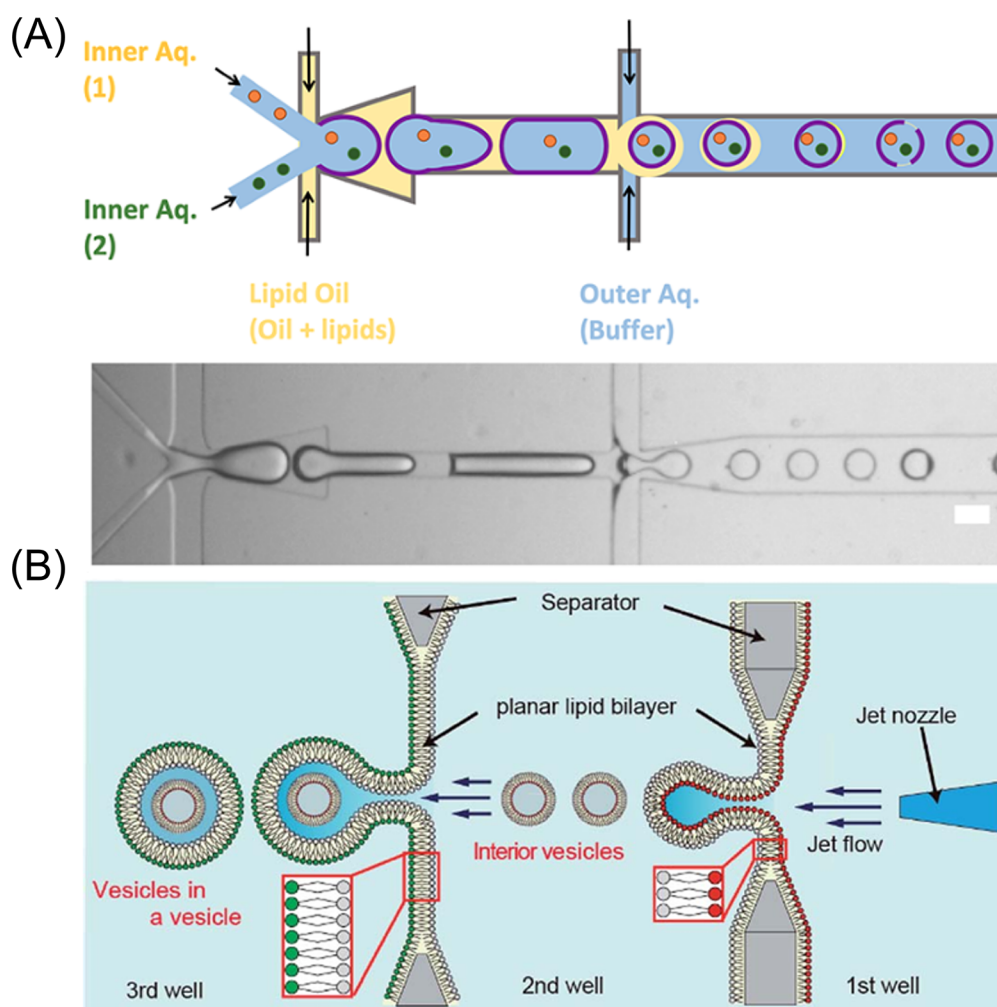 (A)
Inner Aq.
(1)
Inner Aq.
(2)
Lipid Oil
(Oil + lipids)
Outer Aq.
(Buffer)
(B)
Separator
planar lipid bilayer
Jet nozzle
Interior vesicles
Jet flow
Vesicles in
a vesicle
3rd well
2nd well
1st well